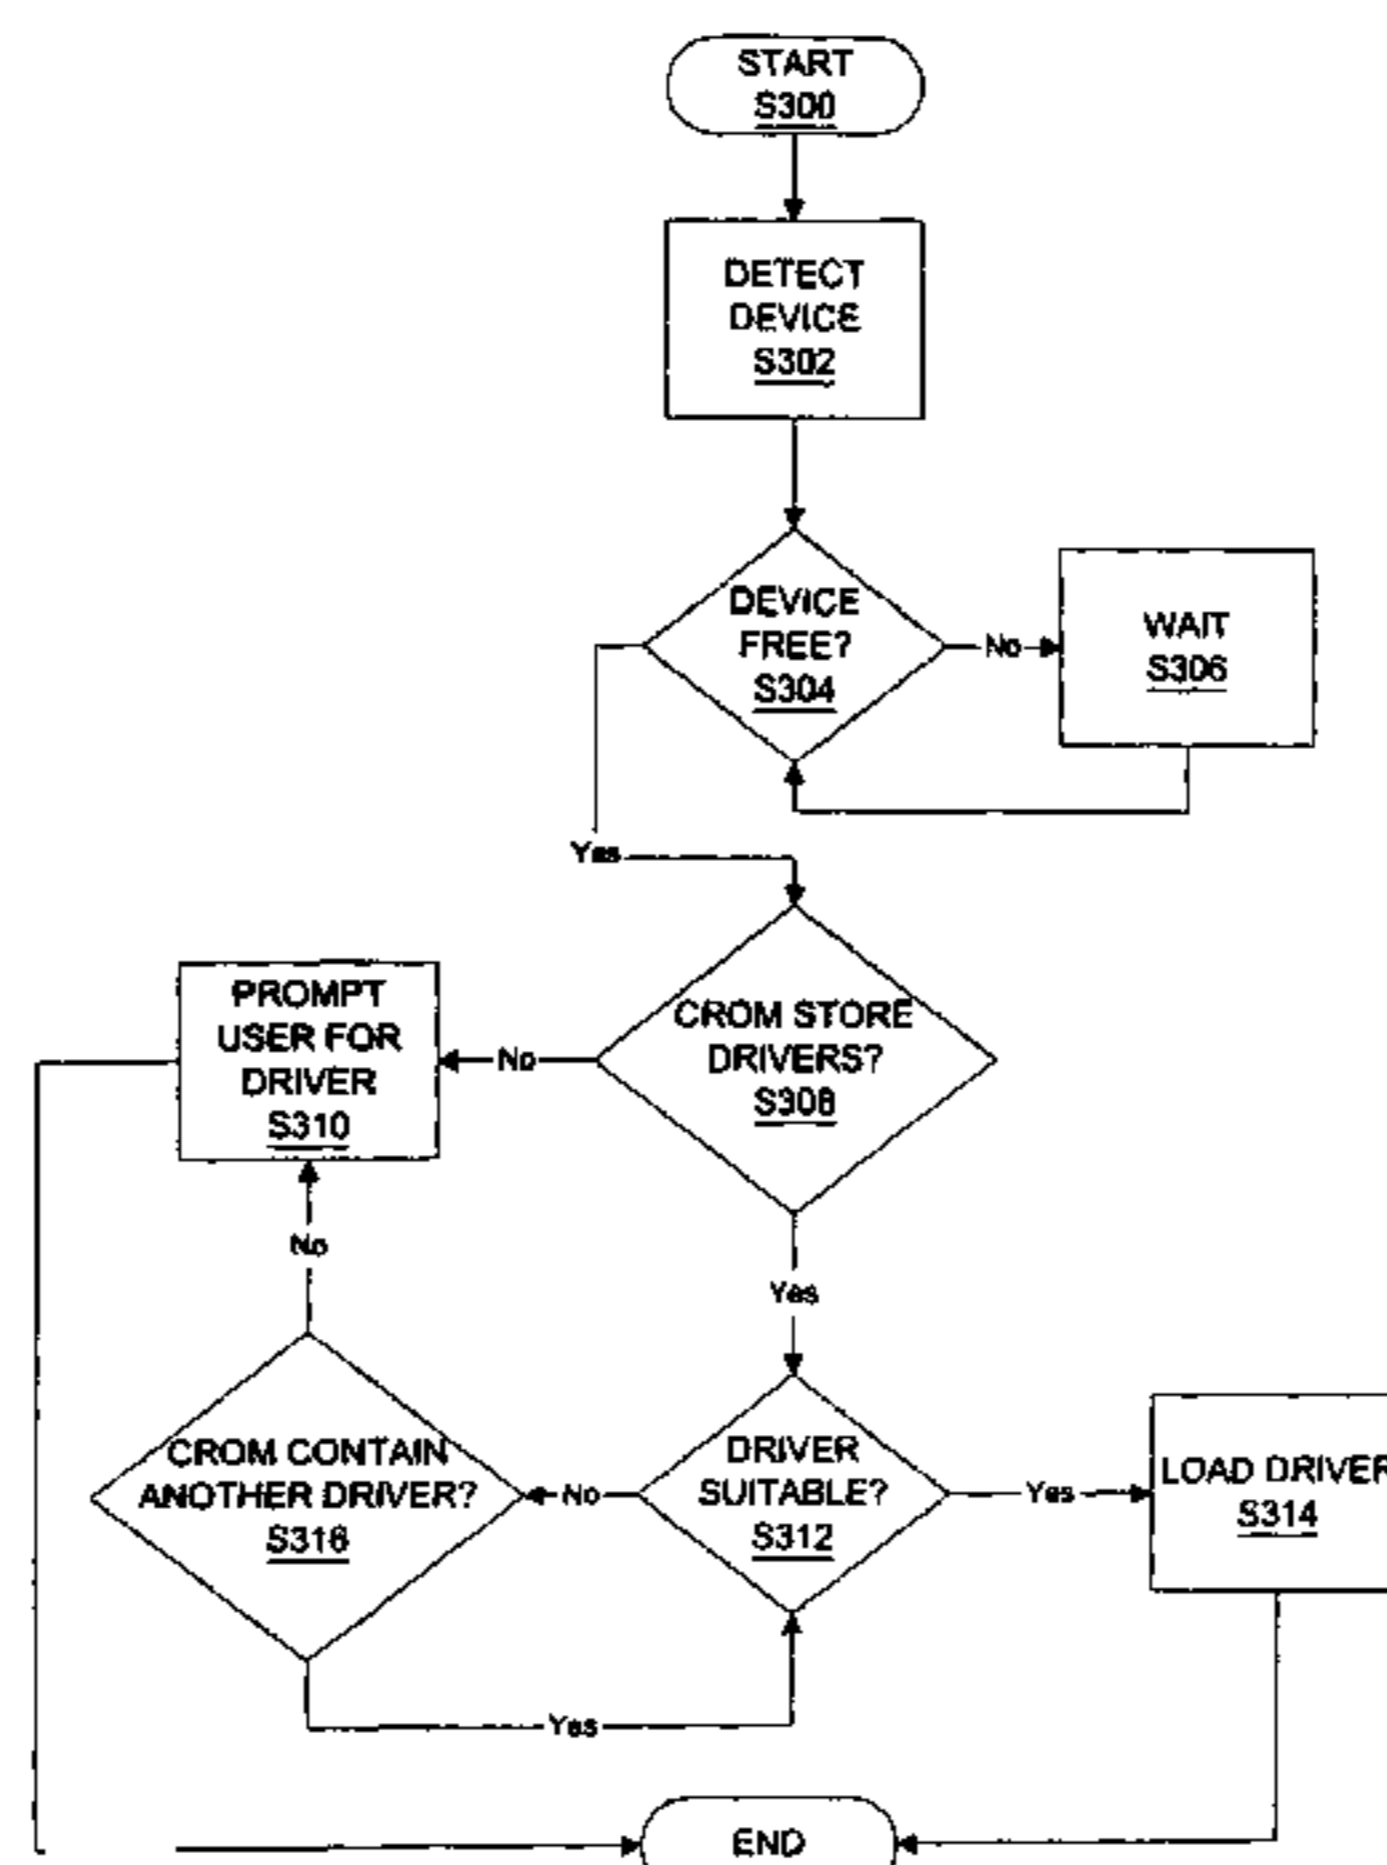 START
S300
DETECT
DEVICE
S302
DEVICE
FREE?
S304
No
WAIT
S306
Yes
CROM STORE
DRIVERS?
S308
No
PROMPT
USER FOR
DRIVER
S310
No
Yes
CROM CONTAIN
ANOTHER DRIVER?
S316
No
DRIVER
SUITABLE?
S312
Yes
LOAD DRIVER
S314
Yes
END